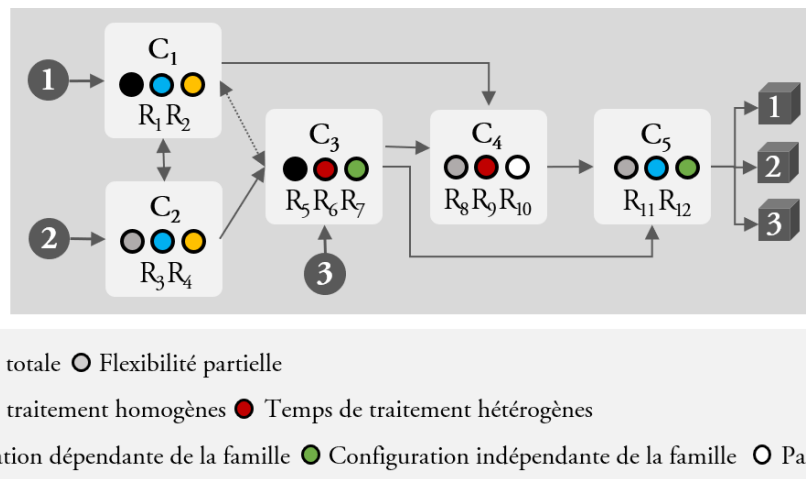 C1
1
R1 R2
1
C3
C4
C5
2
C2
R5 R6 R7
R8 R9 R10
R11 R12
2
R3 R4
3
3
totale Flexibilité partielle
traitement homogènes Temps de traitement hétérogènes
tion dépendante de la famille Configuration indépendante de la famille Pa